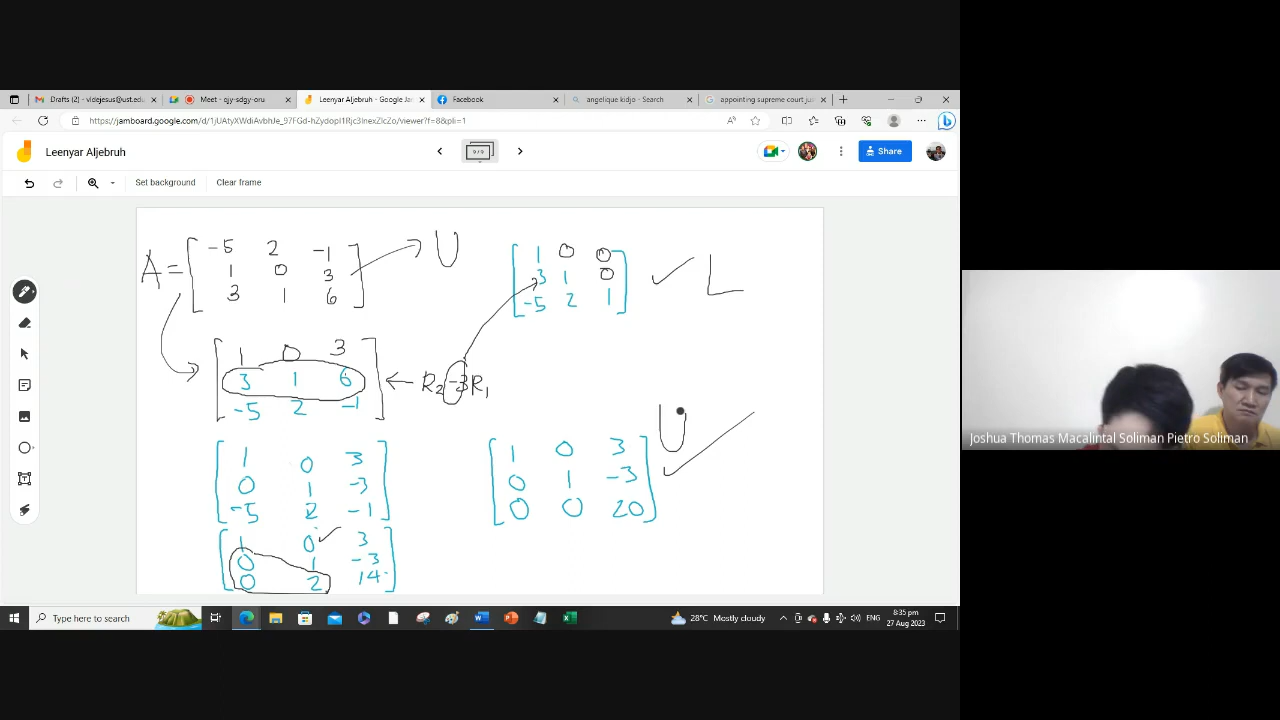 Drafts (2) - videjesus@ust.edu
Meet - ejy-sdgy-oru
Leenyar Aljebruh - Google Ja
Facebook
angelique kidjo - Search
appointing supreme court ju
Leenyar Aljebruh
Share
9/9
Set background
Clear frame
A = -5 2 -1
1 0 3
3 1 6
U
1 0 0
3 1 0
-5 2 1
L
1 0 3
3 1 6
-5 2 -1
← R2 -3R1
1 0 3
0 1 -3
-5 2 -1
1 0 3
0 1 -3
0 0 20
U
1 0 3
0 1 -3
0 2 14
Joshua Thomas Macalintal Soliman Pietro Soliman
Type here to search
28°C Mostly cloudy
ENG
8:35 pm
27 Aug 2023